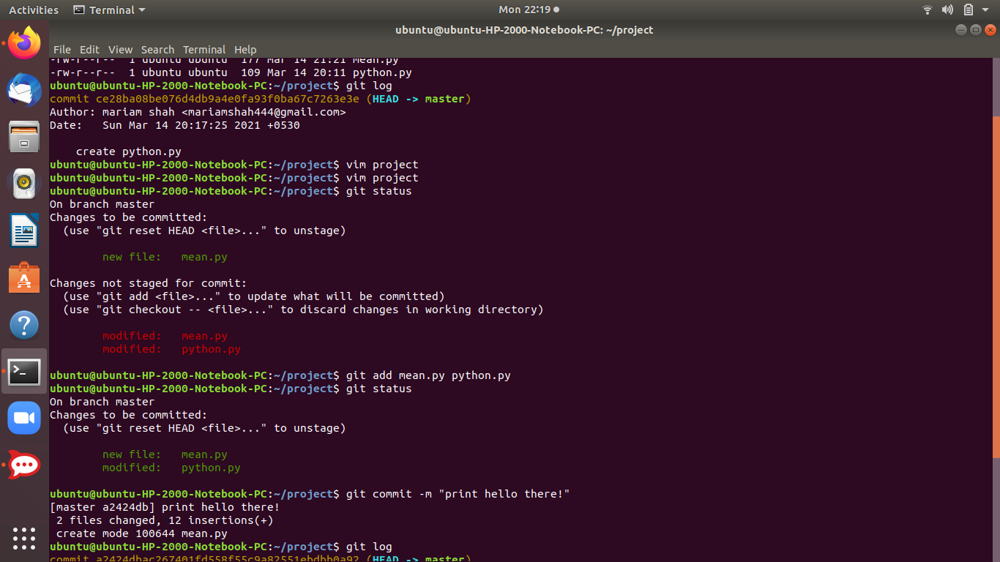 Activities Terminal Mon 22:19
ubuntu@ubuntu-HP-2000-Notebook-PC: ~/project
File Edit View Search Terminal Help
-rw-r--r-- 1 ubuntu ubuntu 177 Mar 14 21:21 mean.py
-rw-r--r-- 1 ubuntu ubuntu 109 Mar 14 20:11 python.py
ubuntu@ubuntu-HP-2000-Notebook-PC:~/project$ git log
commit ce28ba08be076d4db9a4e0fa93f0ba67c7263e3e (HEAD -> master)
Author: mariam shah <mariamshah444@gmail.com>
Date: Sun Mar 14 20:17:25 2021 +0530
create python.py
ubuntu@ubuntu-HP-2000-Notebook-PC:~/project$ vim project
ubuntu@ubuntu-HP-2000-Notebook-PC:~/project$ vim project
ubuntu@ubuntu-HP-2000-Notebook-PC:~/project$ git status
On branch master
Changes to be committed:
(use "git reset HEAD <file>..." to unstage)
new file: mean.py
Changes not staged for commit:
(use "git add <file>..." to update what will be committed)
(use "git checkout -- <file>..." to discard changes in working directory)
modified: mean.py
modified: python.py
ubuntu@ubuntu-HP-2000-Notebook-PC:~/project$ git add mean.py python.py
ubuntu@ubuntu-HP-2000-Notebook-PC:~/project$ git status
On branch master
Changes to be committed:
(use "git reset HEAD <file>..." to unstage)
new file: mean.py
modified: python.py
ubuntu@ubuntu-HP-2000-Notebook-PC:~/project$ git commit -m "print hello there!"
[master a2424db] print hello there!
2 files changed, 12 insertions(+)
create mode 100644 mean.py
ubuntu@ubuntu-HP-2000-Notebook-PC:~/project$ git log
commit a2424dbac267401fd558f55c9a82551ebdbb0a92 (HEAD -> master)